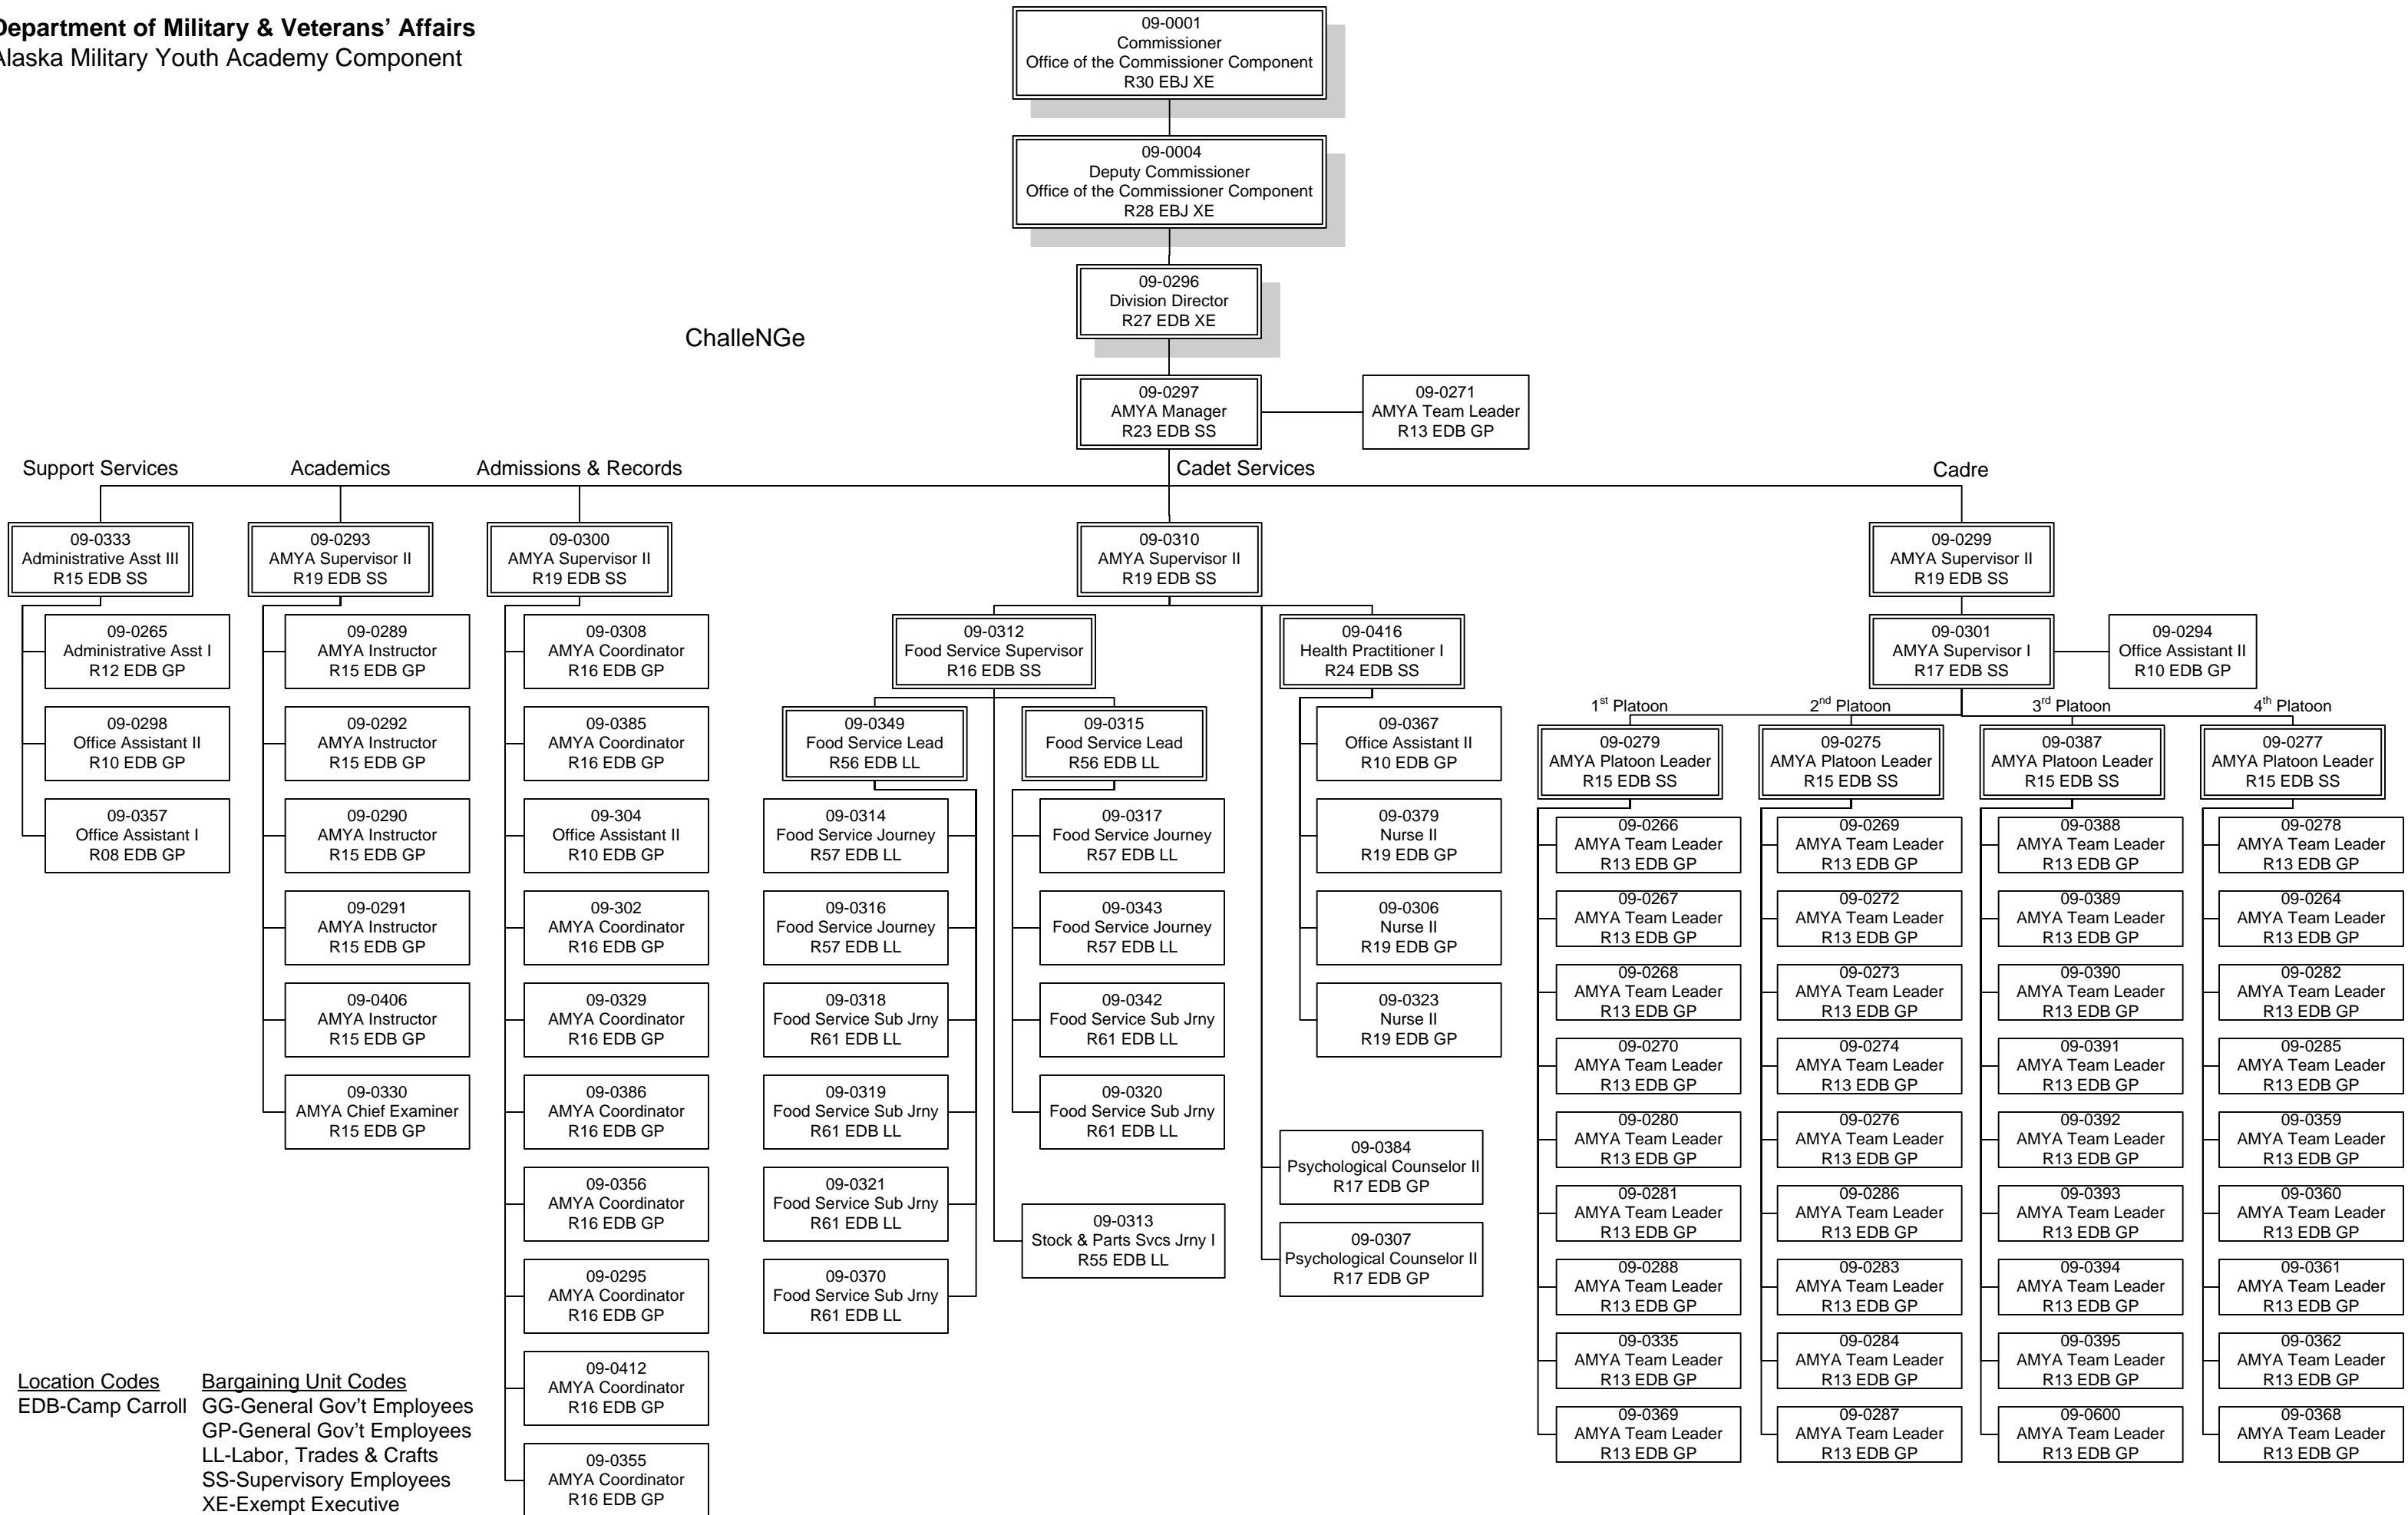 Department of Military & Veterans’ Affairs
Alaska Military Youth Academy Component
09-0001
Commissioner
Office of the Commissioner Component
R30 EBJ XE
09-0004
Deputy Commissioner
Office of the Commissioner Component
R28 EBJ XE
09-0296
Division Director
R27 EDB XE
ChalleNGe
09-0297
AMYA Manager
R23 EDB SS
09-0271
AMYA Team Leader
R13 EDB GP
Support Services
09-0333
Administrative Asst III
R15 EDB SS
09-0265
Administrative Asst I
R12 EDB GP
09-0298
Office Assistant II
R10 EDB GP
09-0357
Office Assistant I
R08 EDB GP
Academics
09-0293
AMYA Supervisor II
R19 EDB SS
09-0289
AMYA Instructor
R15 EDB GP
09-0292
AMYA Instructor
R15 EDB GP
09-0290
AMYA Instructor
R15 EDB GP
09-0291
AMYA Instructor
R15 EDB GP
09-0406
AMYA Instructor
R15 EDB GP
09-0330
AMYA Chief Examiner
R15 EDB GP
Admissions & Records
09-0300
AMYA Supervisor II
R19 EDB SS
09-0308
AMYA Coordinator
R16 EDB GP
09-0385
AMYA Coordinator
R16 EDB GP
09-304
Office Assistant II
R10 EDB GP
09-302
AMYA Coordinator
R16 EDB GP
09-0329
AMYA Coordinator
R16 EDB GP
09-0386
AMYA Coordinator
R16 EDB GP
09-0356
AMYA Coordinator
R16 EDB GP
09-0295
AMYA Coordinator
R16 EDB GP
09-0412
AMYA Coordinator
R16 EDB GP
09-0355
AMYA Coordinator
R16 EDB GP
Cadet Services
09-0310
AMYA Supervisor II
R19 EDB SS
09-0312
Food Service Supervisor
R16 EDB SS
09-0349
Food Service Lead
R56 EDB LL
09-0314
Food Service Journey
R57 EDB LL
09-0316
Food Service Journey
R57 EDB LL
09-0318
Food Service Sub Jrny
R61 EDB LL
09-0319
Food Service Sub Jrny
R61 EDB LL
09-0321
Food Service Sub Jrny
R61 EDB LL
09-0370
Food Service Sub Jrny
R61 EDB LL
09-0315
Food Service Lead
R56 EDB LL
09-0317
Food Service Journey
R57 EDB LL
09-0343
Food Service Journey
R57 EDB LL
09-0342
Food Service Sub Jrny
R61 EDB LL
09-0320
Food Service Sub Jrny
R61 EDB LL
09-0313
Stock & Parts Svcs Jrny I
R55 EDB LL
09-0416
Health Practitioner I
R24 EDB SS
09-0367
Office Assistant II
R10 EDB GP
09-0379
Nurse II
R19 EDB GP
09-0306
Nurse II
R19 EDB GP
09-0323
Nurse II
R19 EDB GP
09-0384
Psychological Counselor II
R17 EDB GP
09-0307
Psychological Counselor II
R17 EDB GP
Cadre
09-0299
AMYA Supervisor II
R19 EDB SS
09-0301
AMYA Supervisor I
R17 EDB SS
09-0294
Office Assistant II
R10 EDB GP
1st Platoon
09-0279
AMYA Platoon Leader
R15 EDB SS
09-0266
AMYA Team Leader
R13 EDB GP
09-0267
AMYA Team Leader
R13 EDB GP
09-0268
AMYA Team Leader
R13 EDB GP
09-0270
AMYA Team Leader
R13 EDB GP
09-0280
AMYA Team Leader
R13 EDB GP
09-0281
AMYA Team Leader
R13 EDB GP
09-0288
AMYA Team Leader
R13 EDB GP
09-0335
AMYA Team Leader
R13 EDB GP
09-0369
AMYA Team Leader
R13 EDB GP
2nd Platoon
09-0275
AMYA Platoon Leader
R15 EDB SS
09-0269
AMYA Team Leader
R13 EDB GP
09-0272
AMYA Team Leader
R13 EDB GP
09-0273
AMYA Team Leader
R13 EDB GP
09-0274
AMYA Team Leader
R13 EDB GP
09-0276
AMYA Team Leader
R13 EDB GP
09-0286
AMYA Team Leader
R13 EDB GP
09-0283
AMYA Team Leader
R13 EDB GP
09-0284
AMYA Team Leader
R13 EDB GP
09-0287
AMYA Team Leader
R13 EDB GP
3rd Platoon
09-0387
AMYA Platoon Leader
R15 EDB SS
09-0388
AMYA Team Leader
R13 EDB GP
09-0389
AMYA Team Leader
R13 EDB GP
09-0390
AMYA Team Leader
R13 EDB GP
09-0391
AMYA Team Leader
R13 EDB GP
09-0392
AMYA Team Leader
R13 EDB GP
09-0393
AMYA Team Leader
R13 EDB GP
09-0394
AMYA Team Leader
R13 EDB GP
09-0395
AMYA Team Leader
R13 EDB GP
09-0600
AMYA Team Leader
R13 EDB GP
4th Platoon
09-0277
AMYA Platoon Leader
R15 EDB SS
09-0278
AMYA Team Leader
R13 EDB GP
09-0264
AMYA Team Leader
R13 EDB GP
09-0282
AMYA Team Leader
R13 EDB GP
09-0285
AMYA Team Leader
R13 EDB GP
09-0359
AMYA Team Leader
R13 EDB GP
09-0360
AMYA Team Leader
R13 EDB GP
09-0361
AMYA Team Leader
R13 EDB GP
09-0362
AMYA Team Leader
R13 EDB GP
09-0368
AMYA Team Leader
R13 EDB GP
Location Codes
EDB-Camp Carroll
Bargaining Unit Codes
GG-General Gov’t Employees
GP-General Gov’t Employees
LL-Labor, Trades & Crafts
SS-Supervisory Employees
XE-Exempt Executive